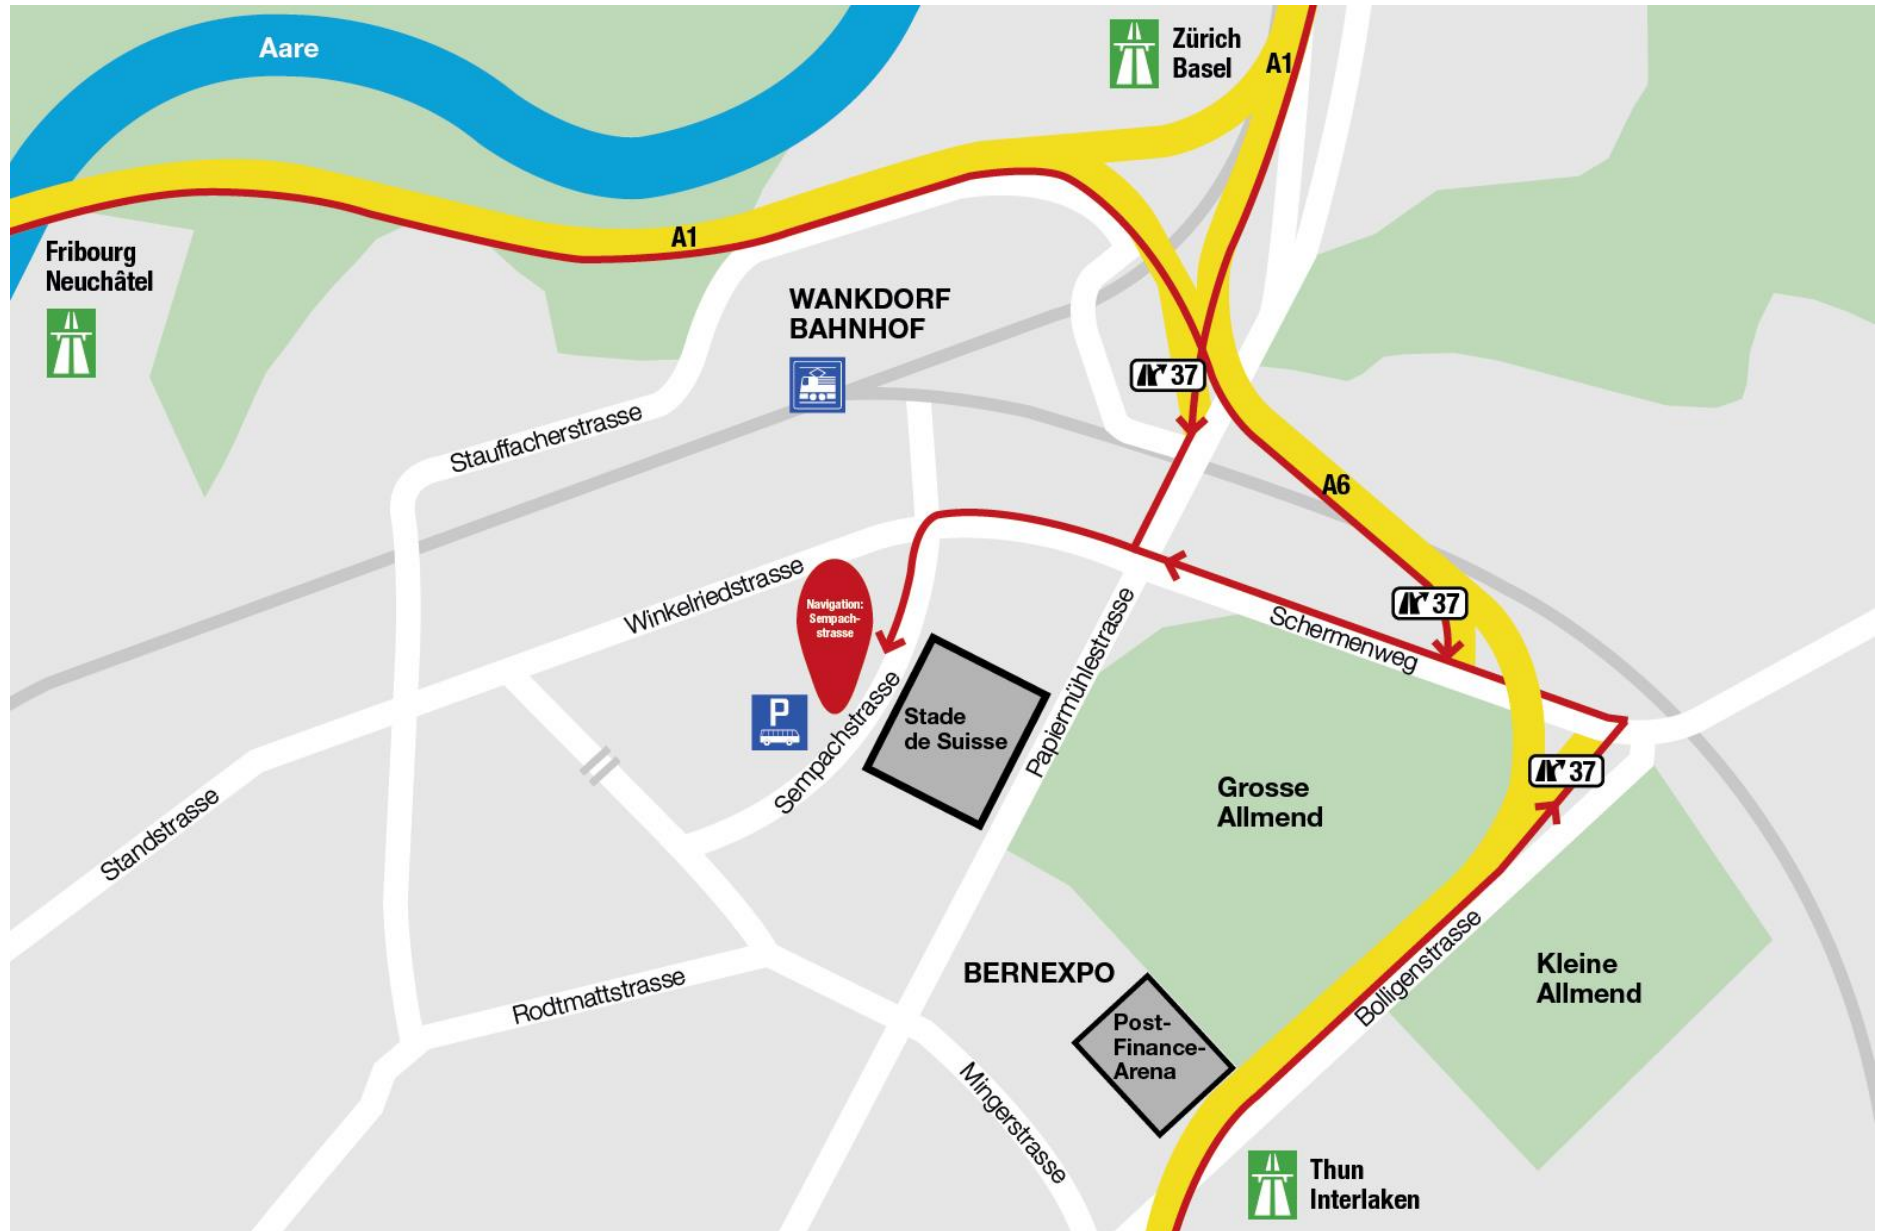 Aare
Zürich
Basel
A1
Fribourg
Neuchâtel
A1
WANKDORF
BAHNHOF
37
Stauffacherstrasse
A6
Winkelriedstrasse
Navigation:
Sempach-
strasse
37
Schermenweg
Papiermühlestrasse
P
Sempachstrasse
Stade
de Suisse
37
Standstrasse
Grosse
Allmend
BERNEXPO
Rodtmattstrasse
Post-
Finance-
Arena
Bolligenstrasse
Kleine
Allmend
Mingerstrasse
Thun
Interlaken